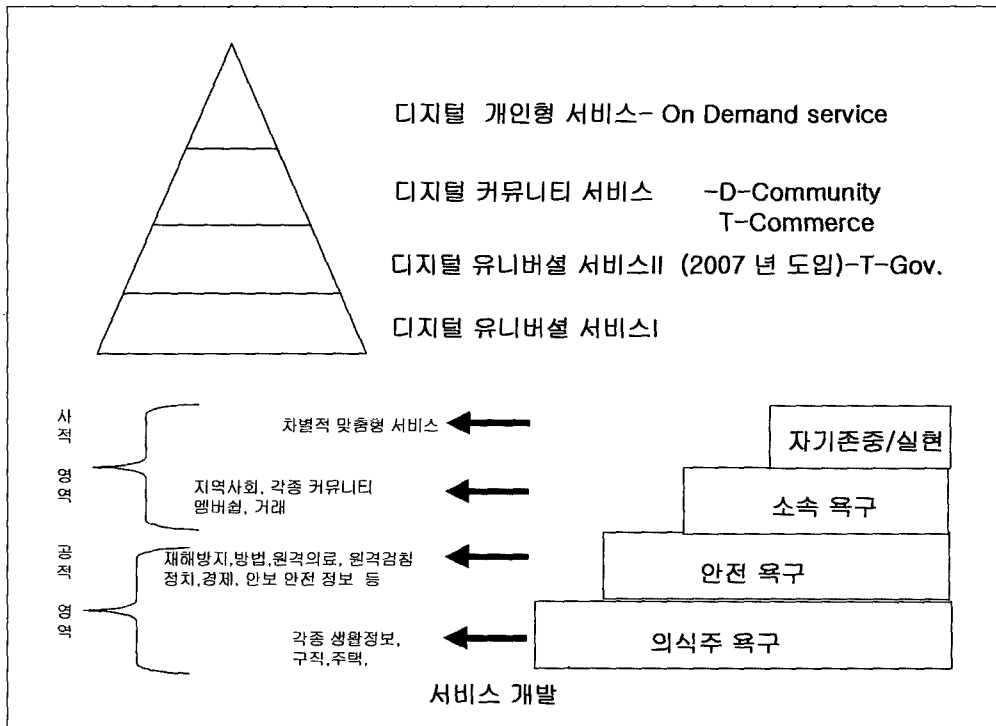 디지털 개인형 서비스- On Demand service
디지털 커뮤니티 서비스 -D-Community
T-Commerce
디지털 유니버셜 서비스II (2007 년 도입)-T-Gov.
디지털 유니버셜 서비스I
사적 영역
차별적 맞춤형 서비스
자기존중/실현
지역사회, 각종 커뮤니티
멤버쉽, 거래
소속 욕구
공적 영역
재해방지,방법,원격의료, 원격검침
정치,경제, 안보 안전 정보 등
안전 욕구
각종 생활정보,
구직,주택,
의식주 욕구
서비스 개발